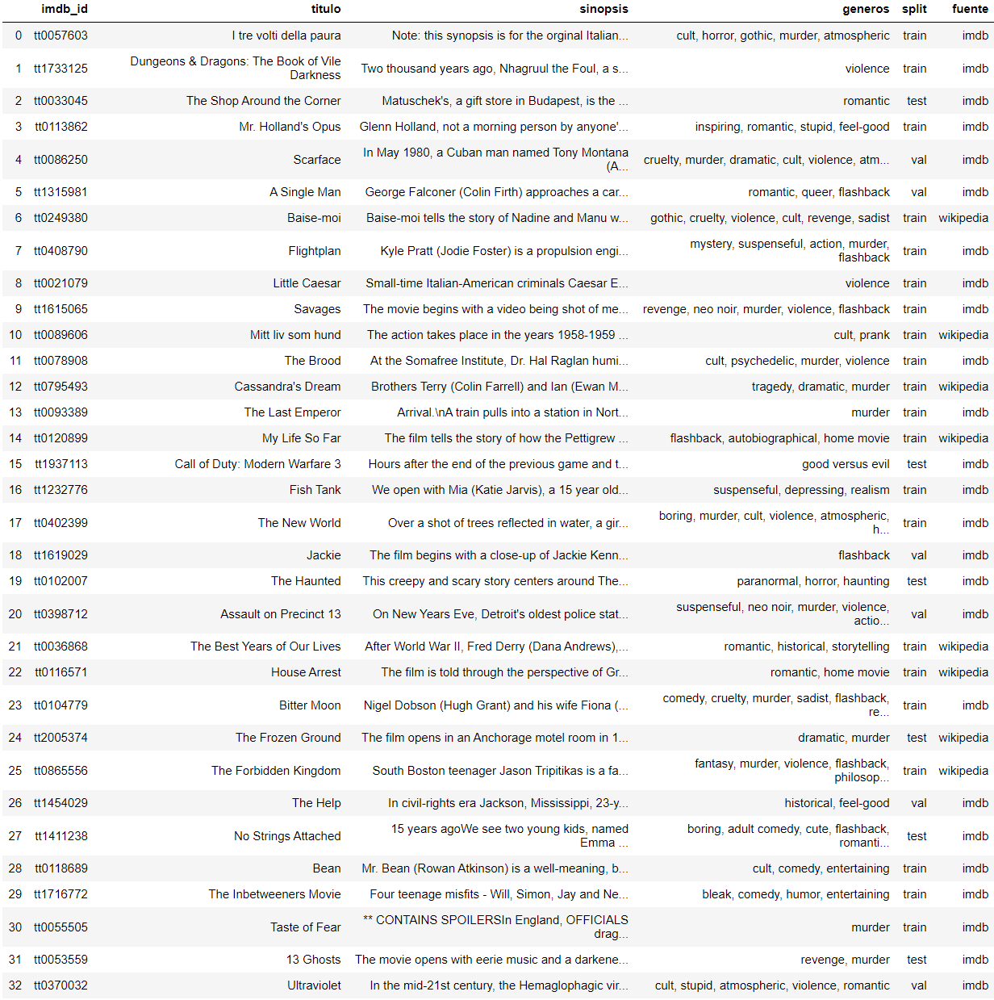 imdb_id titulo sinopsis generos split fuente
0 tt0057603 I tre volti della paura Note: this synopsis is for the orginal Italian... cult, horror, gothic, murder, atmospheric train imdb
1 tt1733125 Dungeons & Dragons: The Book of Vile Darkness Two thousand years ago, Nhagruul the Foul, a s... violence train imdb
2 tt0033045 The Shop Around the Corner Matuschek's, a gift store in Budapest, is the ... romantic test imdb
3 tt0113862 Mr. Holland's Opus Glenn Holland, not a morning person by anyone'... inspiring, romantic, stupid, feel-good train imdb
4 tt0086250 Scarface In May 1980, a Cuban man named Tony Montana (A... cruelty, murder, dramatic, cult, violence, atm... val imdb
5 tt1315981 A Single Man George Falconer (Colin Firth) approaches a car... romantic, queer, flashback val imdb
6 tt0249380 Baise-moi Baise-moi tells the story of Nadine and Manu w... gothic, cruelty, violence, cult, revenge, sadist train wikipedia
7 tt0408790 Flightplan Kyle Pratt (Jodie Foster) is a propulsion engi... mystery, suspenseful, action, murder, flashback train imdb
8 tt0021079 Little Caesar Small-time Italian-American criminals Caesar E... violence train imdb
9 tt1615065 Savages The movie begins with a video being shot of me... revenge, neo noir, murder, violence, flashback train imdb
10 tt0089606 Mitt liv som hund The action takes place in the years 1958-1959 ... cult, prank train wikipedia
11 tt0078908 The Brood At the Somafree Institute, Dr. Hal Raglan humi... cult, psychedelic, murder, violence train imdb
12 tt0795493 Cassandra's Dream Brothers Terry (Colin Farrell) and Ian (Ewan M... tragedy, dramatic, murder train wikipedia
13 tt0093389 The Last Emperor Arrival.\nA train pulls into a station in Nort... murder train imdb
14 tt0120899 My Life So Far The film tells the story of how the Pettigrew ... flashback, autobiographical, home movie train wikipedia
15 tt1937113 Call of Duty: Modern Warfare 3 Hours after the end of the previous game and t... good versus evil test imdb
16 tt1232776 Fish Tank We open with Mia (Katie Jarvis), a 15 year old... suspenseful, depressing, realism train imdb
17 tt0402399 The New World Over a shot of trees reflected in water, a gir... boring, murder, cult, violence, atmospheric, h... train imdb
18 tt1619029 Jackie The film begins with a close-up of Jackie Kenn... flashback val imdb
19 tt0102007 The Haunted This creepy and scary story centers around The... paranormal, horror, haunting test imdb
20 tt0398712 Assault on Precinct 13 On New Years Eve, Detroit's oldest police stat... suspenseful, neo noir, murder, violence, actio... val imdb
21 tt0036868 The Best Years of Our Lives After World War II, Fred Derry (Dana Andrews),... romantic, historical, storytelling train wikipedia
22 tt0116571 House Arrest The film is told through the perspective of Gr... romantic, home movie train wikipedia
23 tt0104779 Bitter Moon Nigel Dobson (Hugh Grant) and his wife Fiona (... comedy, cruelty, murder, sadist, flashback, re... train imdb
24 tt2005374 The Frozen Ground The film opens in an Anchorage motel room in 1... dramatic, murder test wikipedia
25 tt0865556 The Forbidden Kingdom South Boston teenager Jason Tripitikas is a fa... fantasy, murder, violence, flashback, philosop... train wikipedia
26 tt1454029 The Help In civil-rights era Jackson, Mississippi, 23-y... historical, feel-good val imdb
27 tt1411238 No Strings Attached 15 years agoWe see two young kids, named Emma ... boring, adult comedy, cute, flashback, romanti... test imdb
28 tt0118689 Bean Mr. Bean (Rowan Atkinson) is a well-meaning, b... cult, comedy, entertaining train imdb
29 tt1716772 The Inbetweeners Movie Four teenage misfits - Will, Simon, Jay and Ne... bleak, comedy, humor, entertaining train imdb
30 tt0055505 Taste of Fear ** CONTAINS SPOILERSIn England, OFFICIALS drag... murder train imdb
31 tt0053559 13 Ghosts The movie opens with eerie music and a darkene... revenge, murder test imdb
32 tt0370032 Ultraviolet In the mid-21st century, the Hemaglophagic vir... cult, stupid, atmospheric, violence, romantic val imdb